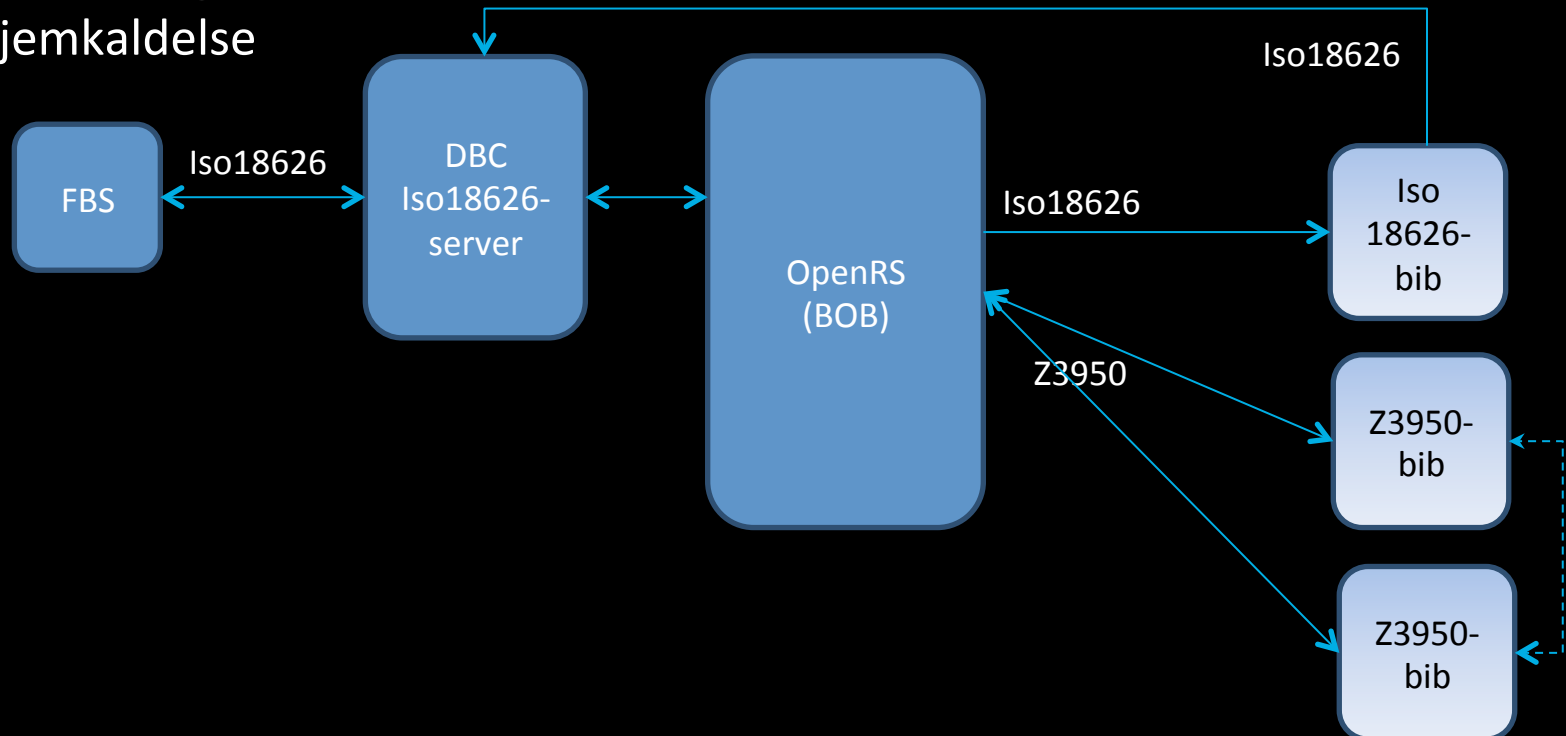 jemkaldelse
Iso18626
FBS
Iso18626
DBC
Iso18626-
server
OpenRS
(BOB)
Iso18626
Z3950
Iso
18626-
bib
Z3950-
bib
Z3950-
bib